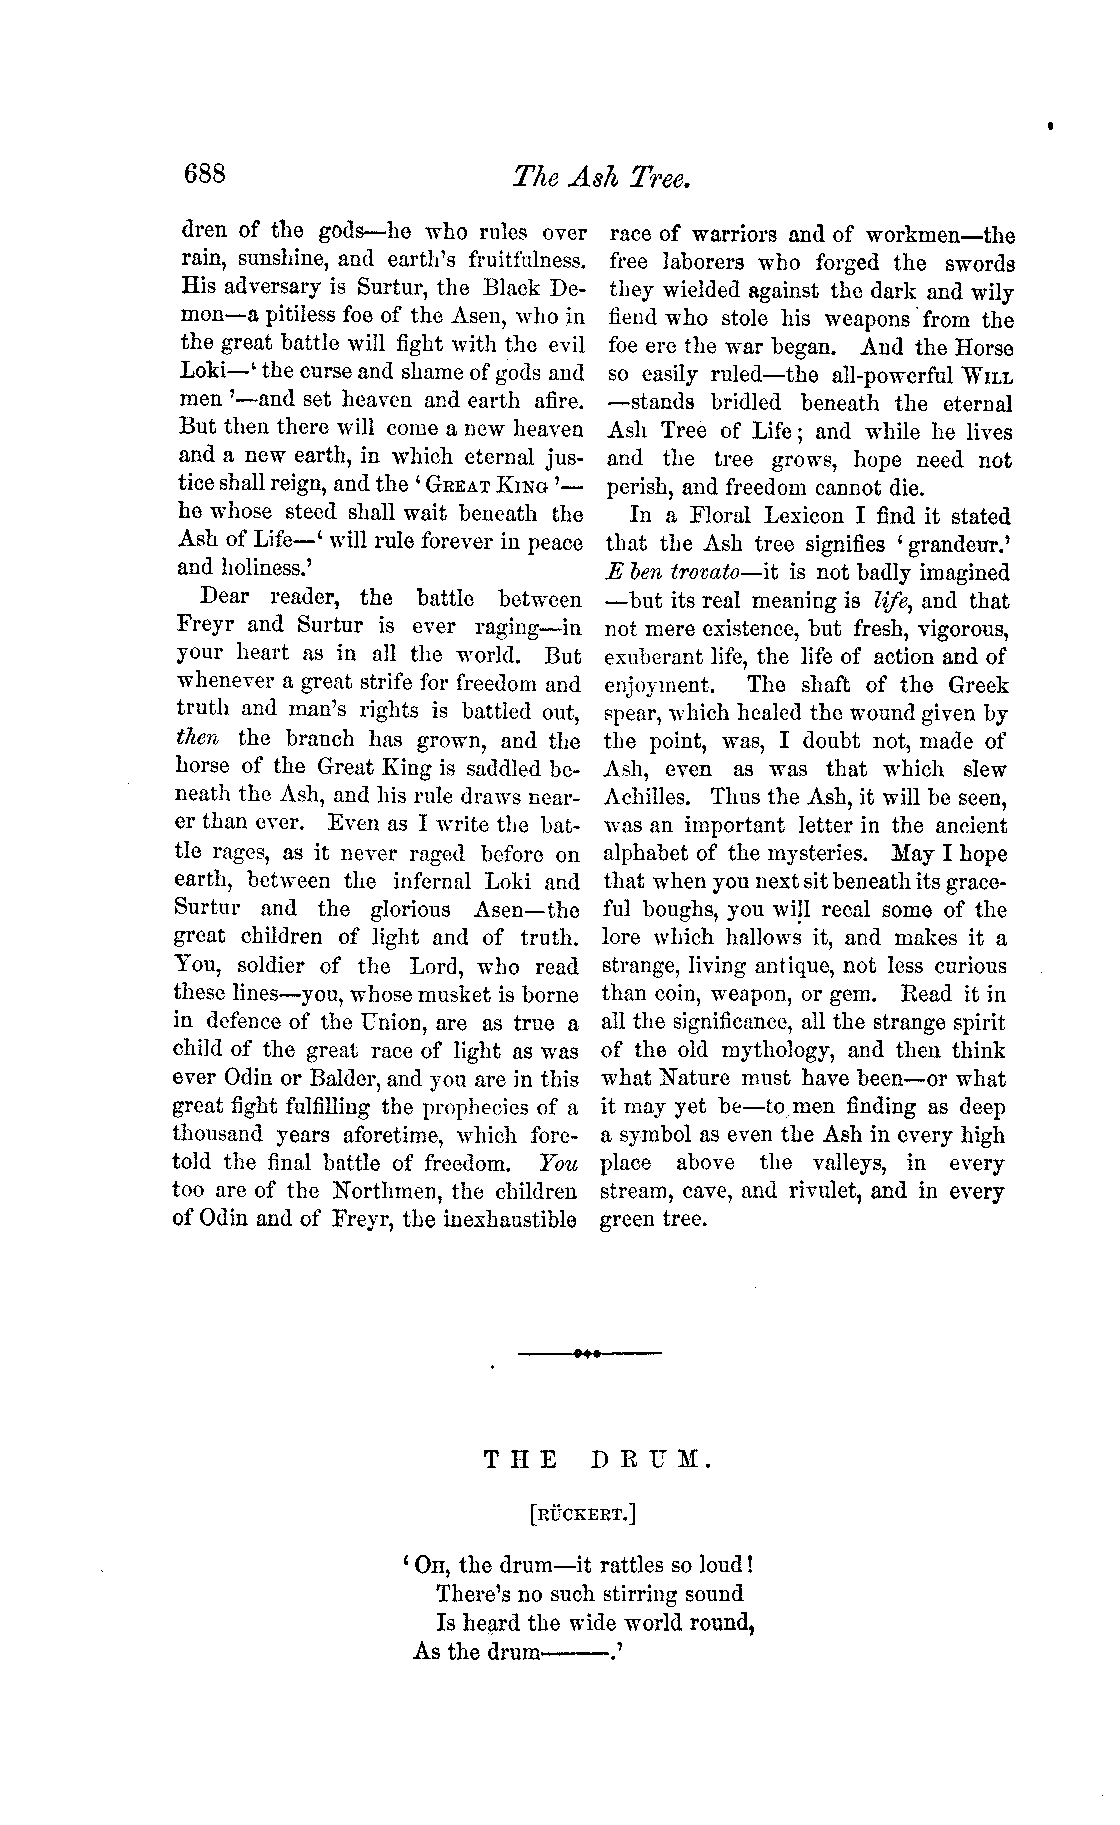 688
The Ash Tree.
dren of the gods—he who rules over
rain, sunshine, and earth's fruitfulness.
His adversary is Surtur, the Black De-
mon—a pitiless foe of the Asen, who in
the great battle will fight with the evil
Loki—‘the curse and shame of gods and
men’—and set heaven and earth afire.
But then there will come a new heaven
and a new earth, in which eternal jus-
tice shall reign, and the ‘GREAT KING’—
he whose steed shall wait beneath the
Ash of Life—‘will rule forever in peace
and holiness.’
Dear reader, the battle between
Freyr and Surtur is ever raging—in
your heart as in all the world. But
whenever a great strife for freedom and
truth and man's rights is battled out,
then the branch has grown, and the
horse of the Great King is saddled be-
neath the Ash, and his rule draws near-
er than ever. Even as I write the bat-
tle rages, as it never raged before on
earth, between the infernal Loki and
Surtur and the glorious Asen—the
great children of light and of truth.
You, soldier of the Lord, who read
these lines—you, whose musket is borne
in defence of the Union, are as true a
child of the great race of light as was
ever Odin or Balder, and you are in this
great fight fulfilling the prophecies of a
thousand years aforetime, which fore-
told the final battle of freedom. You
too are of the Northmen, the children
of Odin and of Freyr, the inexhaustible
race of warriors and of workmen—the
free laborers who forged the swords
they wielded against the dark and wily
fiend who stole his weapons from the
foe ere the war began. And the Horse
so easily ruled—the all-powerful WILL
—stands bridled beneath the eternal
Ash Tree of Life; and while he lives
and the tree grows, hope need not
perish, and freedom cannot die.
In a Floral Lexicon I find it stated
that the Ash tree signifies ‘grandeur.’
E ben trovato—it is not badly imagined
—but its real meaning is life, and that
not mere existence, but fresh, vigorous,
exuberant life, the life of action and of
enjoyment. The shaft of the Greek
spear, which healed the wound given by
the point, was, I doubt not, made of
Ash, even as was that which slew
Achilles. Thus the Ash, it will be seen,
was an important letter in the ancient
alphabet of the mysteries. May I hope
that when you next sit beneath its grace-
ful boughs, you will recal some of the
lore which hallows it, and makes it a
strange, living antique, not less curious
than coin, weapon, or gem. Read it in
all the significance, all the strange spirit
of the old mythology, and then think
what Nature must have been—or what
it may yet be—to men finding as deep
a symbol as even the Ash in every high
place above the valleys, in every
stream, cave, and rivulet, and in every
green tree.
THE DRUM.
[RÜCKERT.]
‘OH, the drum—it rattles so loud!
There's no such stirring sound
Is heard the wide world round,
As the drum———.’